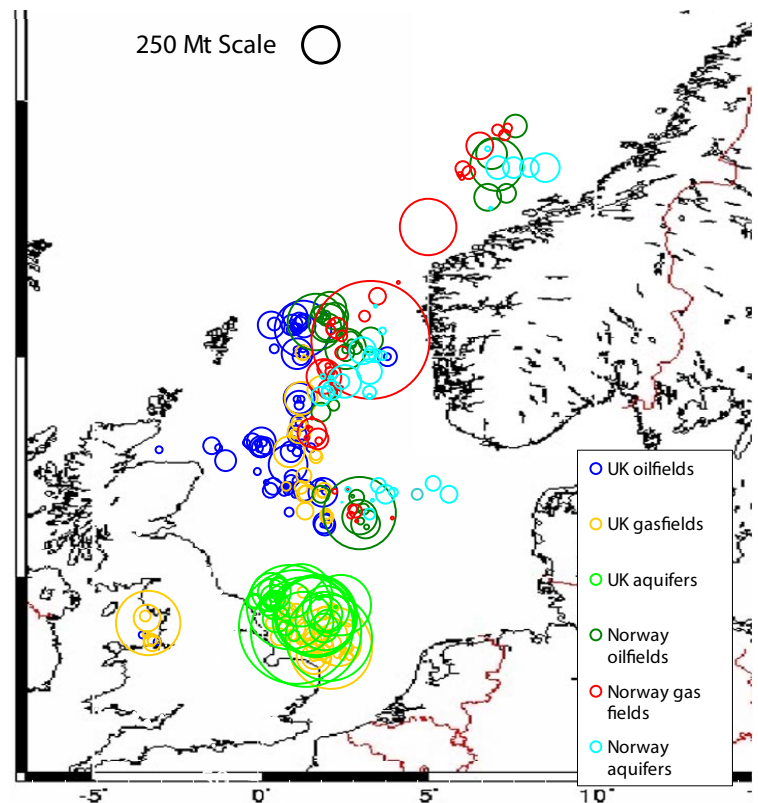 250 Mt Scale
UK oilfields
UK gasfields
UK aquifers
Norway
oilfields
Norway gas
fields
Norway
aquifers
-5° 0° 5° 10°